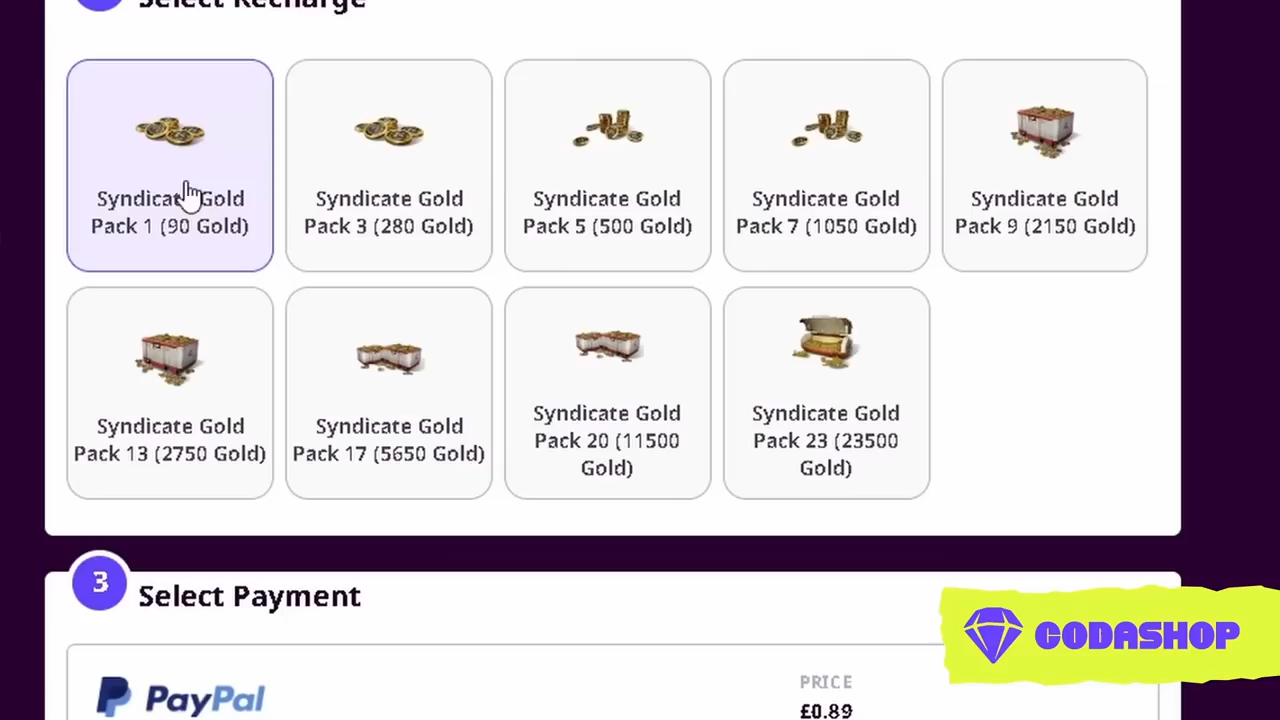 Select Recharge
Syndicate Gold
Pack 1 (90 Gold)
Syndicate Gold
Pack 3 (280 Gold)
Syndicate Gold
Pack 5 (500 Gold)
Syndicate Gold
Pack 7 (1050 Gold)
Syndicate Gold
Pack 9 (2150 Gold)
Syndicate Gold
Pack 13 (2750 Gold)
Syndicate Gold
Pack 17 (5650 Gold)
Syndicate Gold
Pack 20 (11500
Gold)
Syndicate Gold
Pack 23 (23500
Gold)
3
Select Payment
CODASHOP
PayPal
PRICE
£0.89